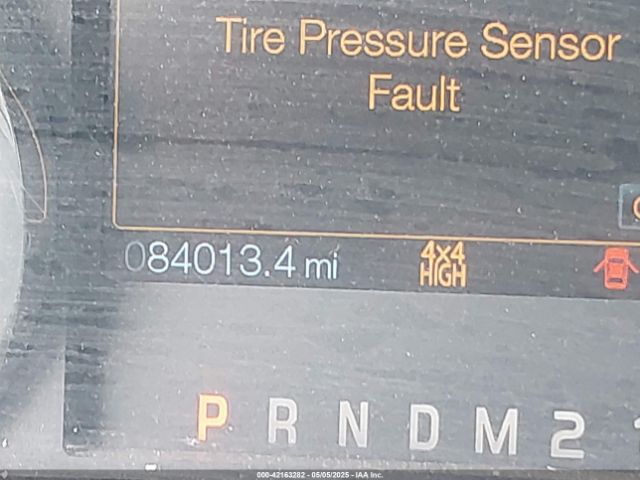 Tire Pressure Sensor
Fault
084013.4 mi
4x4
HIGH
P R N D M 2
000-42163282 - 05/05/2025 - IAA Inc.